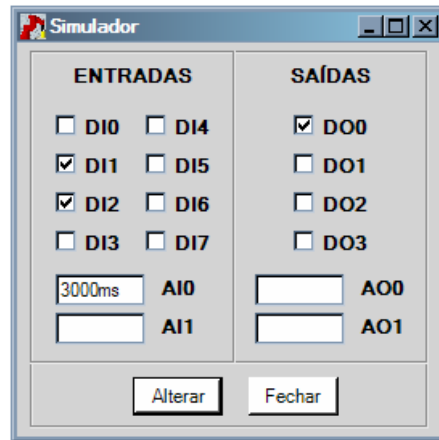 Simulador
ENTRADAS SAÍDAS
DI0 DI4 DO0
DI1 DI5 DO1
DI2 DI6 DO2
DI3 DI7 DO3
3000ms AI0 AO0
AI1 AO1
Alterar Fechar